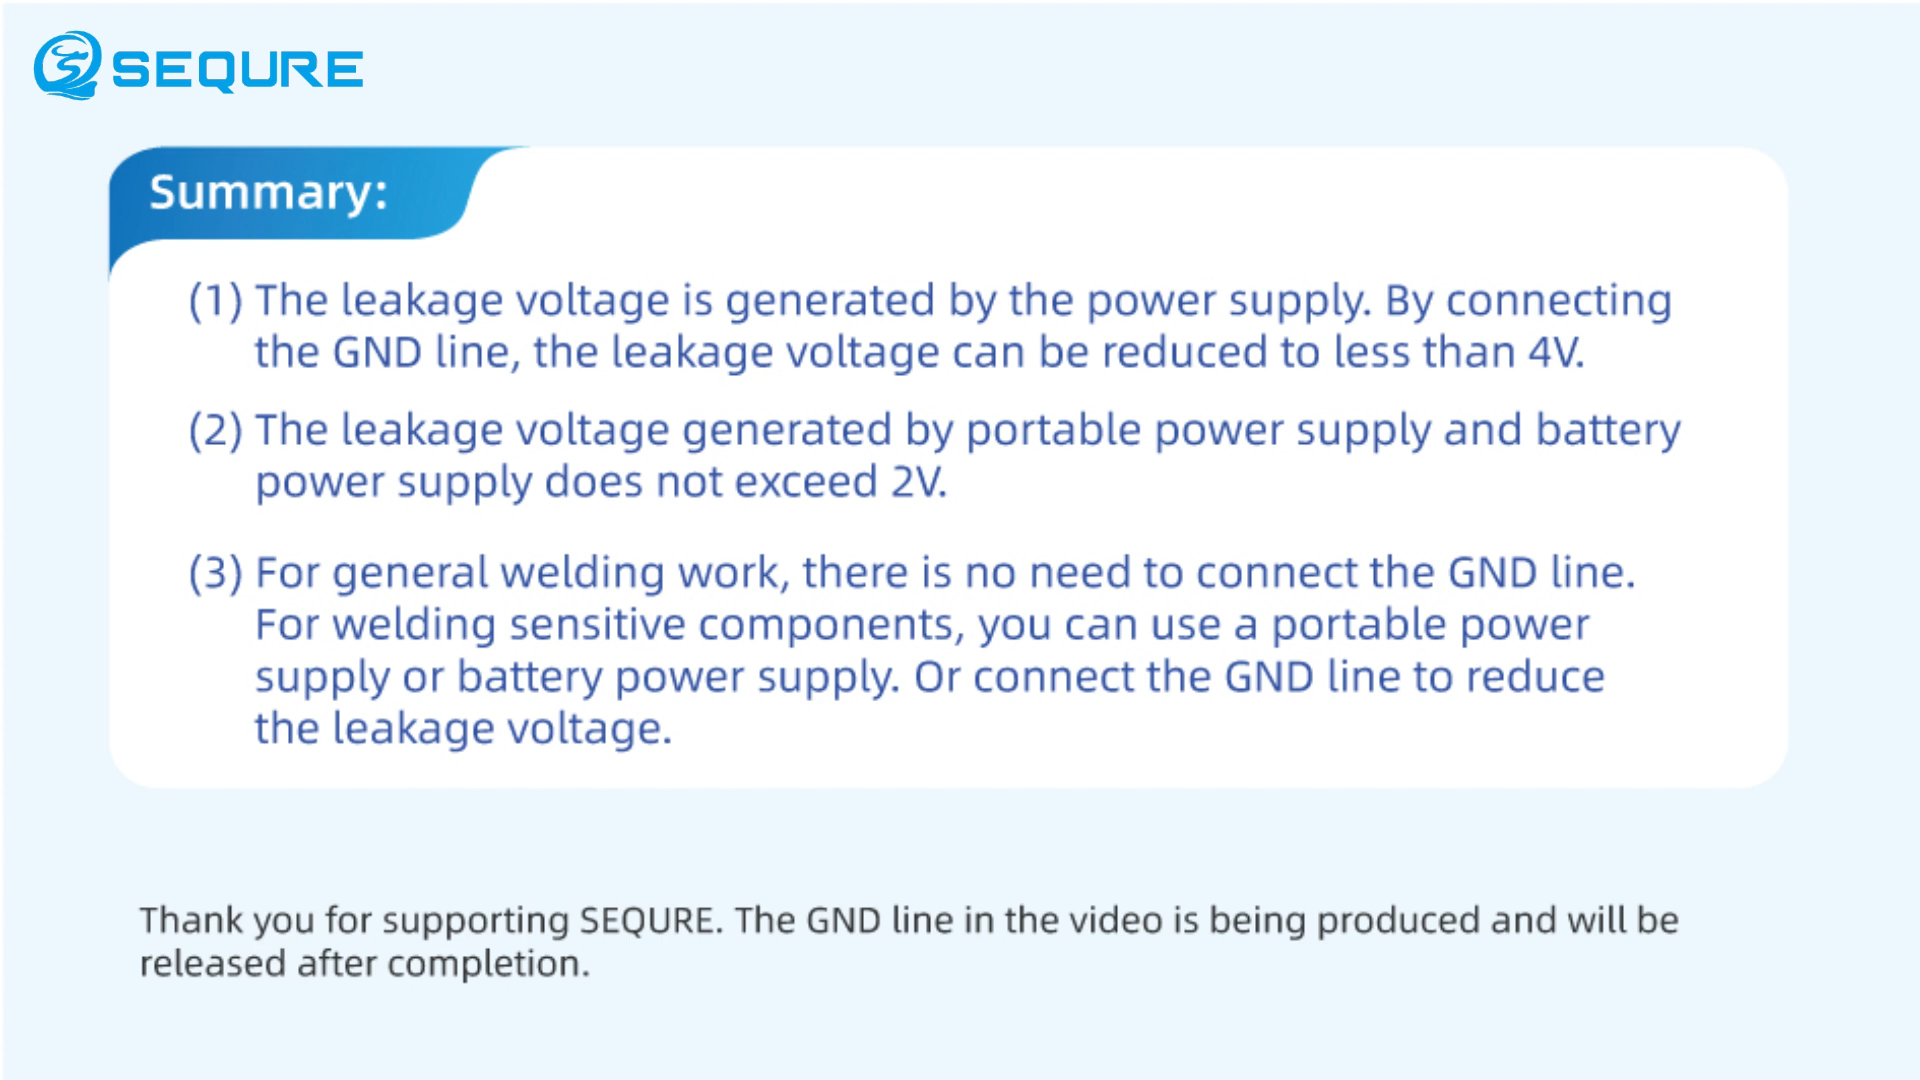 SEQURE
Summary:
(1) The leakage voltage is generated by the power supply. By connecting
the GND line, the leakage voltage can be reduced to less than 4V.
(2) The leakage voltage generated by portable power supply and battery
power supply does not exceed 2V.
(3) For general welding work, there is no need to connect the GND line.
For welding sensitive components, you can use a portable power
supply or battery power supply. Or connect the GND line to reduce
the leakage voltage.
Thank you for supporting SEQURE. The GND line in the video is being produced and will be
released after completion.